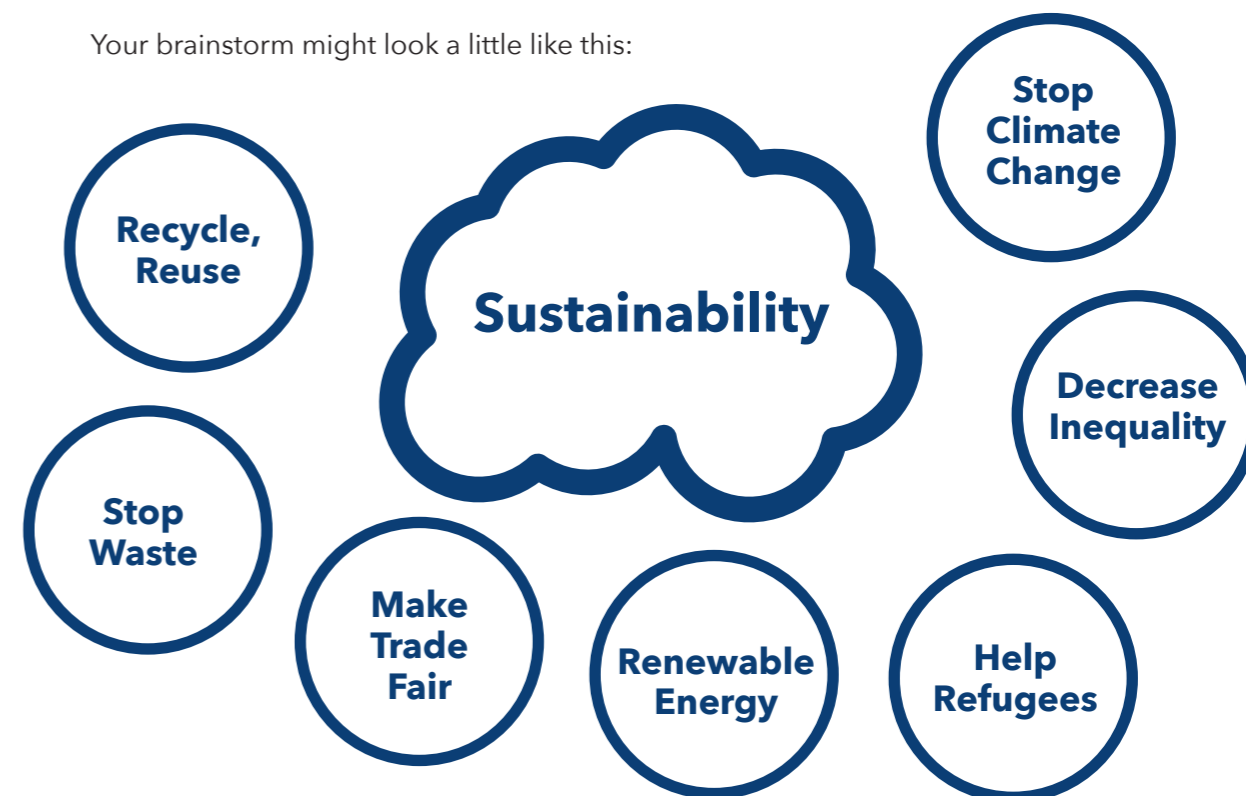 Your brainstorm might look a little like this:
Stop
Climate
Change
Recycle,
Reuse
Sustainability
Decrease
Inequality
Stop
Waste
Make
Trade
Fair
Renewable
Energy
Help
Refugees